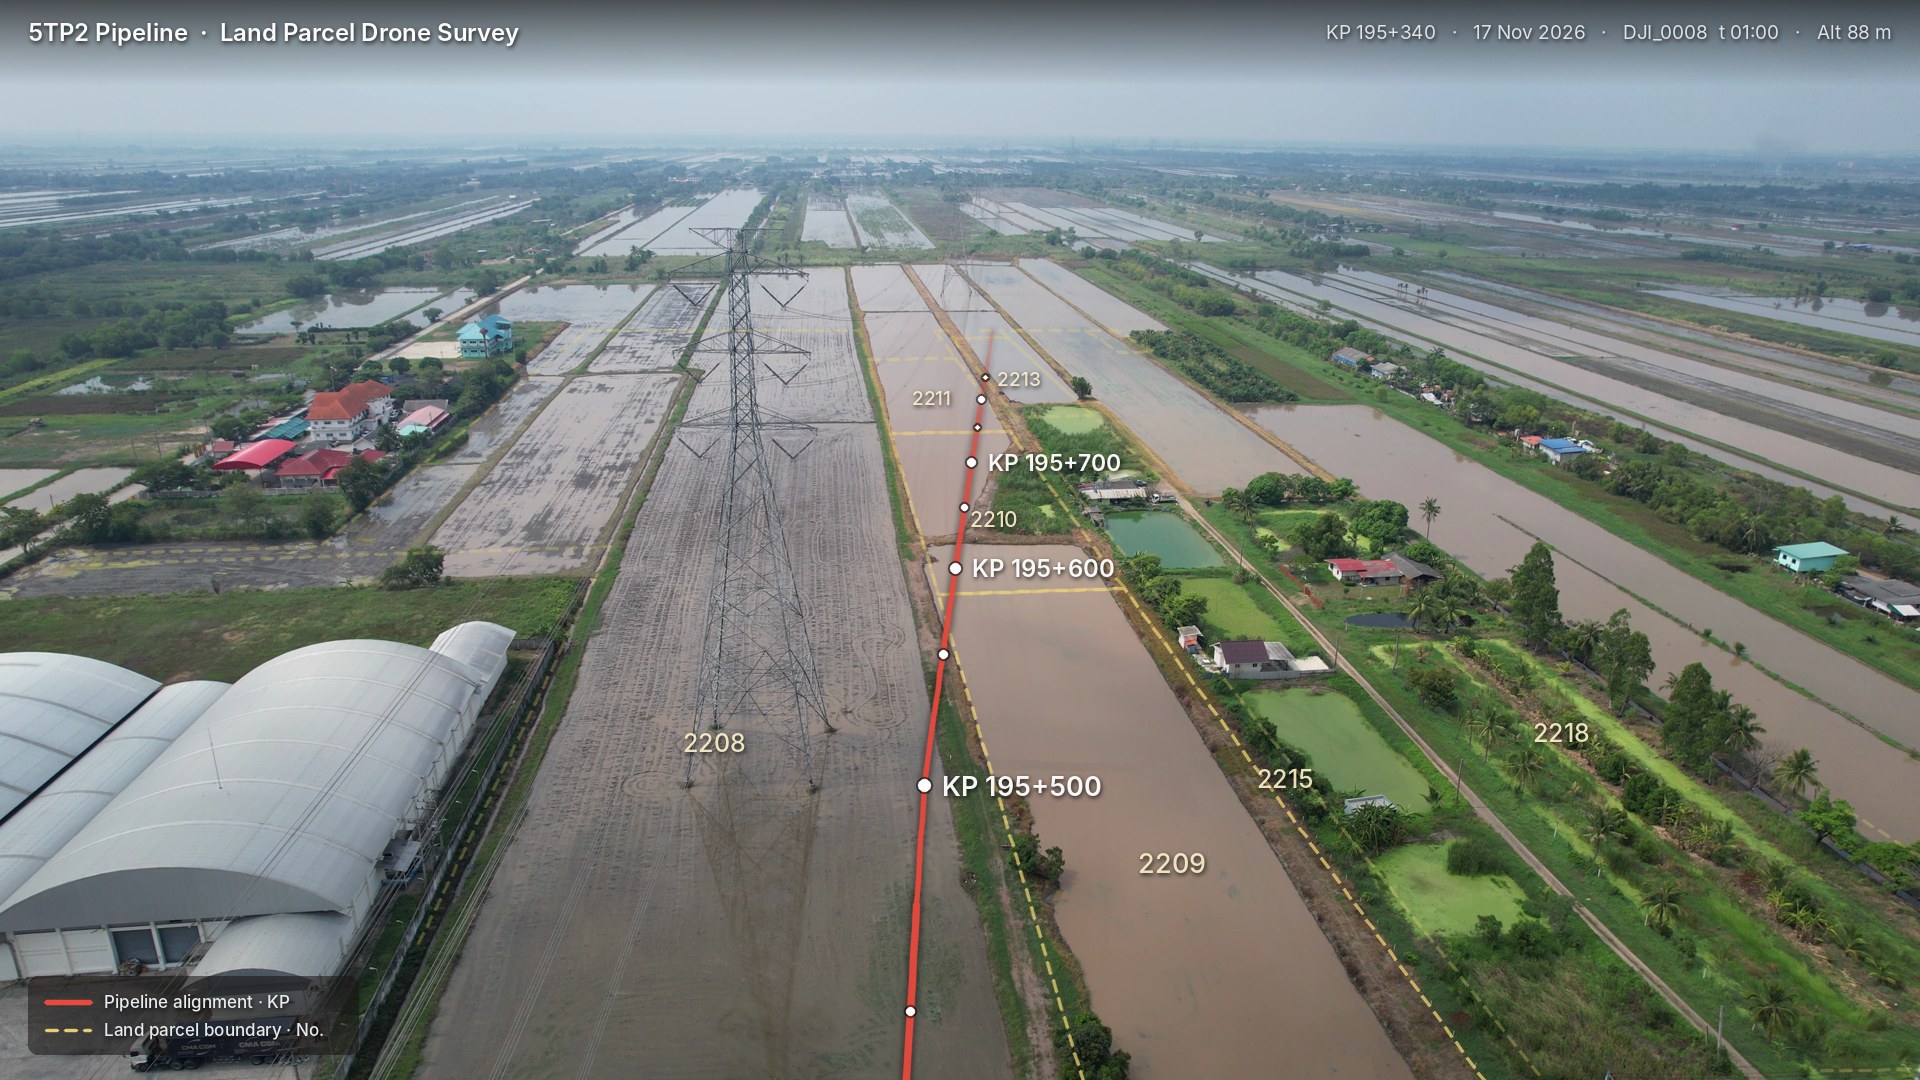 5TP2 Pipeline · Land Parcel Drone Survey
KP 195+340 · 17 Nov 2026 · DJI_0008 t 01:00 · Alt 88 m
2213
2211
KP 195+700
2210
KP 195+600
2208
2218
KP 195+500
2215
2209
Pipeline alignment · KP
Land parcel boundary · No.